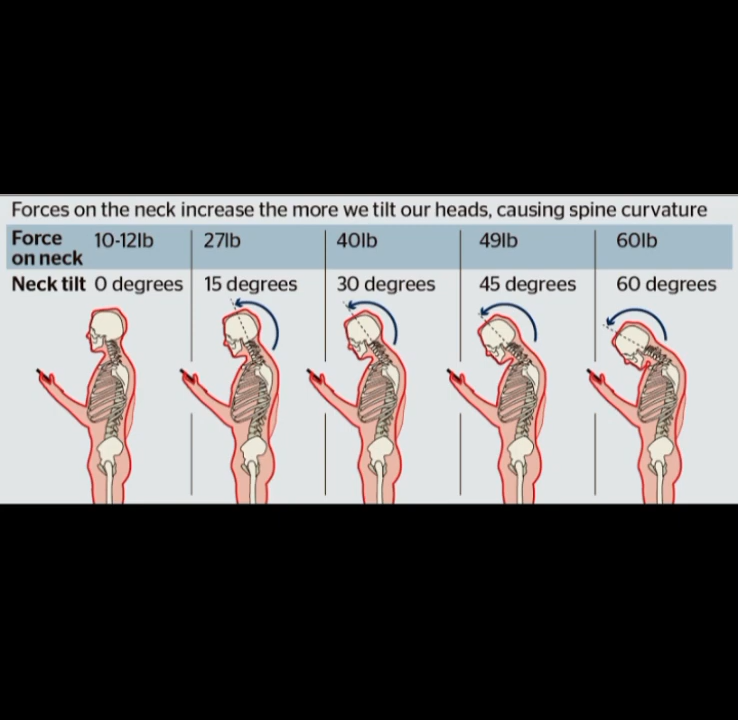 Forces on the neck increase the more we tilt our heads, causing spine curvature
Force on neck 10-12lb 27lb 40lb 49lb 60lb
Neck tilt 0 degrees 15 degrees 30 degrees 45 degrees 60 degrees